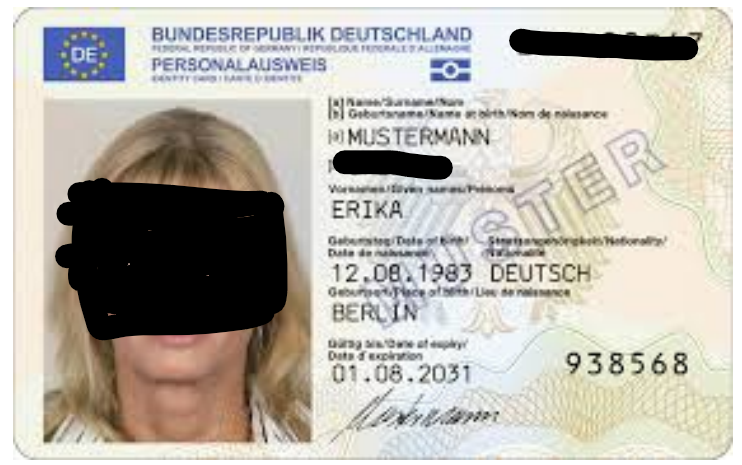 DE
BUNDESREPUBLIK DEUTSCHLAND
FEDERAL REPUBLIC OF GERMANY / REPUBLIQUE FEDERALE D'ALLEMAGNE
PERSONALAUSWEIS
IDENTITY CARD / CARTE D'IDENTITE
[a] Name/Surname/Nom
[b] Geburtsname/Name at birth/Nom de naissance
[a] MUSTERMANN
Vornamen/Given names/Prénoms
ERIKA
Geburtstag/Date of birth/ Staatsangehörigkeit/Nationality/
Date de naissance Nationalité
12.08.1983 DEUTSCH
Geburtsort/Place of birth/Lieu de naissance
BERLIN
Gültig bis/Date of expiry/
Date d'expiration
01.08.2031 938568
Mustermann
MUSTER